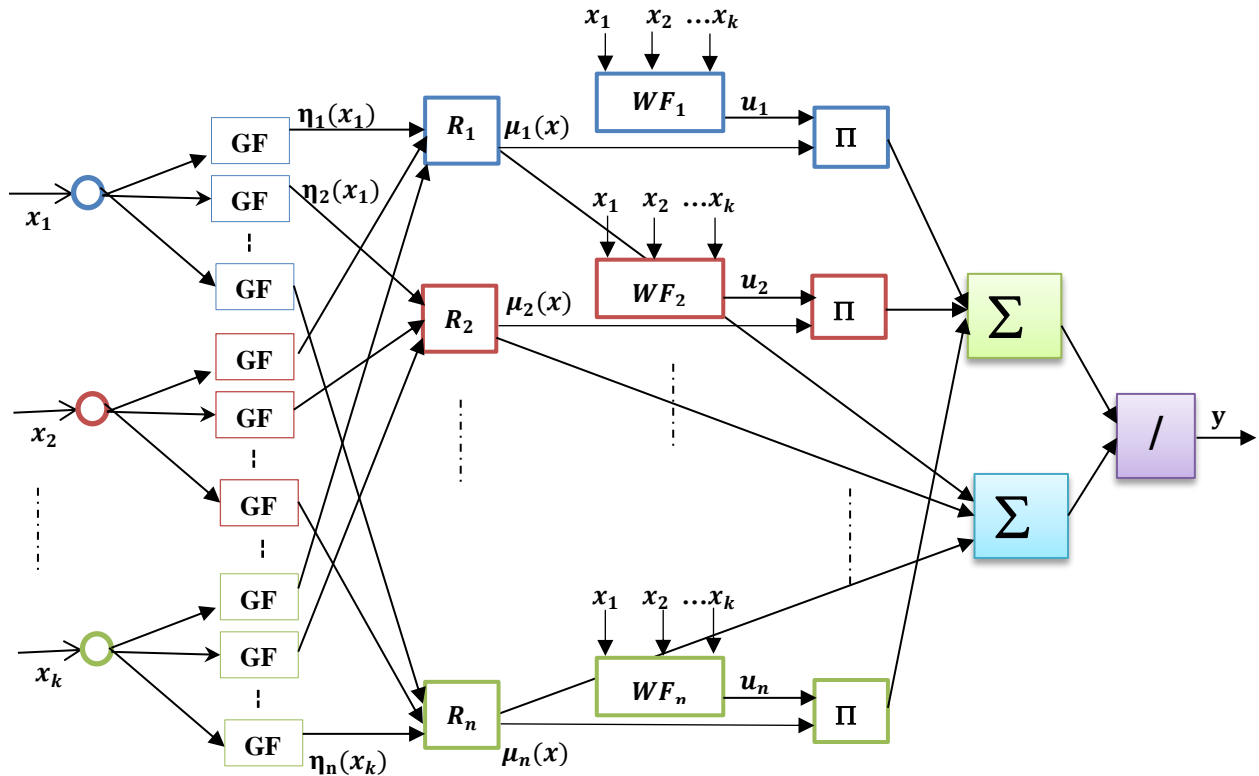 x₁ x₂ …xₖ
WF₁
u₁
Π
η₁(x₁)
R₁
μ₁(x)
GF
x₁
GF
η₂(x₁)
GF
x₁ x₂ …xₖ
WF₂
u₂
Π
R₂
μ₂(x)
Σ
GF
x₂
GF
GF
/
y
Σ
GF
xₖ
GF
GF
ηₙ(xₖ)
x₁ x₂ …xₖ
WFₙ
uₙ
Π
Rₙ
μₙ(x)